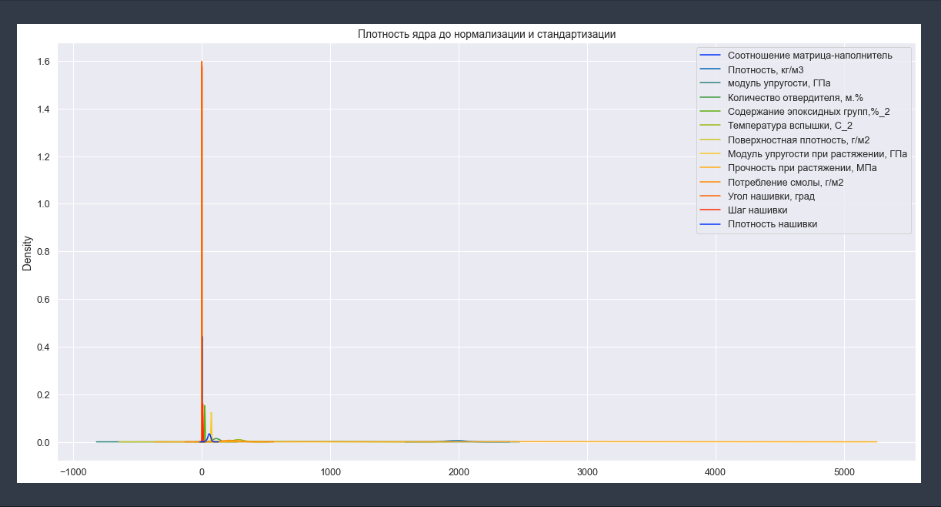 Плотность ядра до нормализации и стандартизации
Соотношение матрица-наполнитель
Плотность, кг/м3
модуль упругости, ГПа
Количество отвердителя, м.%
Содержание эпоксидных групп,%_2
Температура вспышки, С_2
Поверхностная плотность, г/м2
Модуль упругости при растяжении, ГПа
Прочность при растяжении, МПа
Потребление смолы, г/м2
Угол нашивки, град
Шаг нашивки
Плотность нашивки
Density
1.6
1.4
1.2
1.0
0.8
0.6
0.4
0.2
0.0
−1000
0
1000
2000
3000
4000
5000